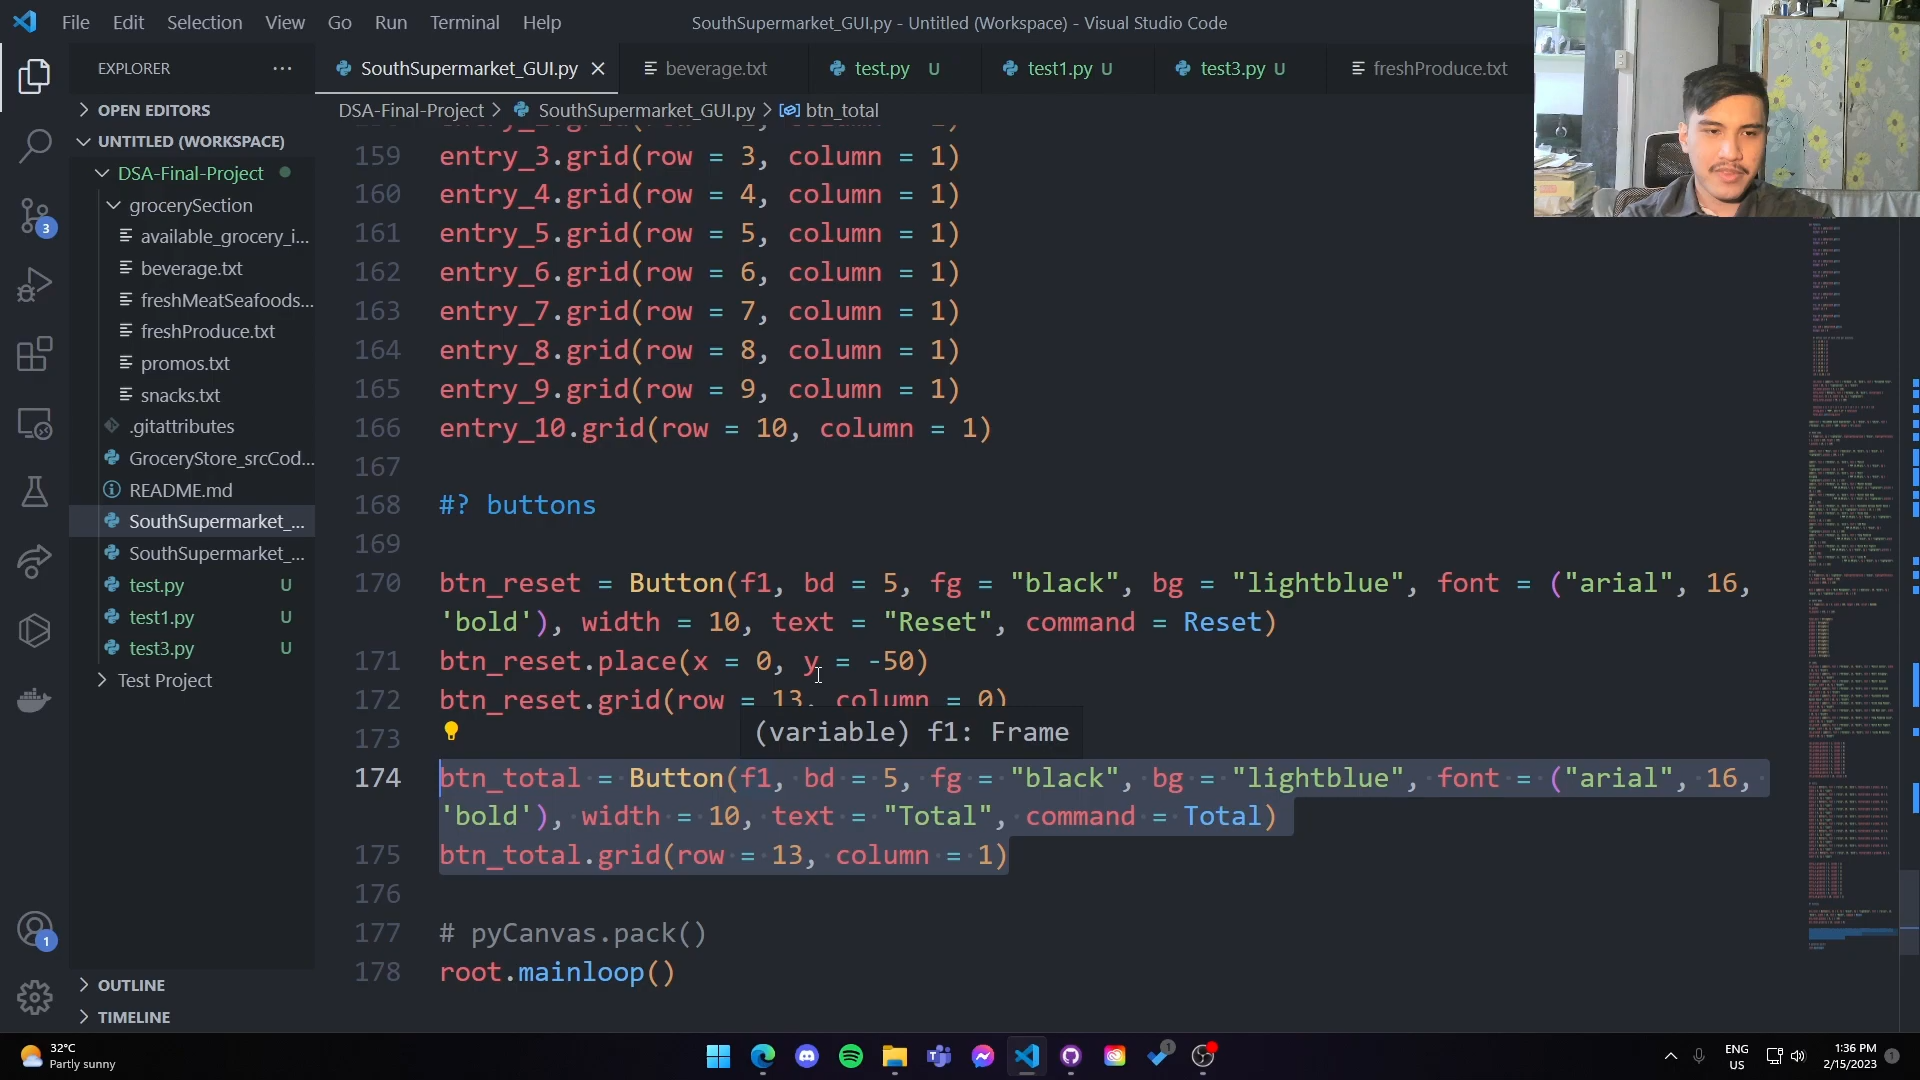 File Edit Selection View Go Run Terminal Help
SouthSupermarket_GUI.py - Untitled (Workspace) - Visual Studio Code
EXPLORER
SouthSupermarket_GUI.py
beverage.txt
test.py U
test1.py U
test3.py U
freshProduce.txt
DSA-Final-Project > SouthSupermarket_GUI.py > btn_total
OPEN EDITORS
UNTITLED (WORKSPACE)
DSA-Final-Project
grocerySection
available_grocery_i...
beverage.txt
freshMeatSeafoods...
freshProduce.txt
promos.txt
snacks.txt
.gitattributes
GroceryStore_srcCod...
README.md
SouthSupermarket_...
SouthSupermarket_...
test.py U
test1.py U
test3.py U
Test Project
OUTLINE
TIMELINE
3
1
159 entry_3.grid(row = 3, column = 1)
160 entry_4.grid(row = 4, column = 1)
161 entry_5.grid(row = 5, column = 1)
162 entry_6.grid(row = 6, column = 1)
163 entry_7.grid(row = 7, column = 1)
164 entry_8.grid(row = 8, column = 1)
165 entry_9.grid(row = 9, column = 1)
166 entry_10.grid(row = 10, column = 1)
167
168 #? buttons
169
170 btn_reset = Button(f1, bd = 5, fg = "black", bg = "lightblue", font = ("arial", 16,
'bold'), width = 10, text = "Reset", command = Reset)
171 btn_reset.place(x = 0, y = -50)
172 btn_reset.grid(row = 13, column = 0)
(variable) f1: Frame
173
174 btn_total = Button(f1, bd = 5, fg = "black", bg = "lightblue", font = ("arial", 16,
'bold'), width = 10, text = "Total", command = Total)
175 btn_total.grid(row = 13, column = 1)
176
177 # pyCanvas.pack()
178 root.mainloop()
32°C
Partly sunny
1
ENG
US
1:36 PM
2/15/2023
1